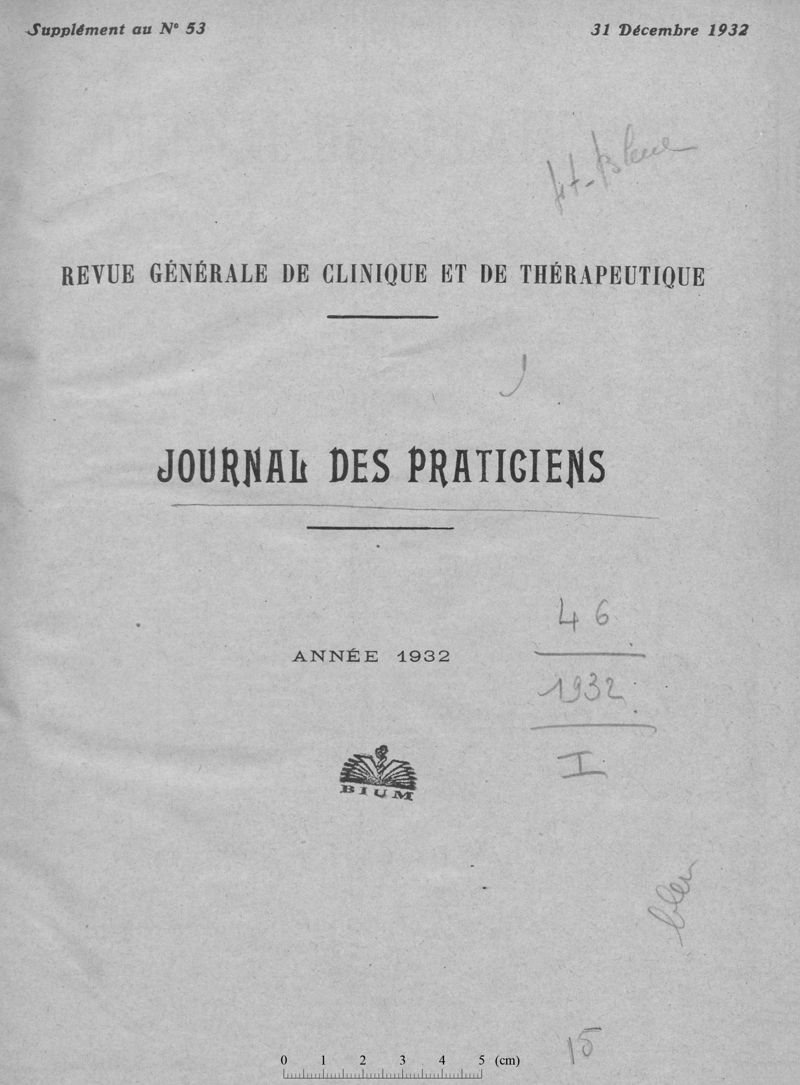 Supplément au N° 53
31 Décembre 1932
REVUE GÉNÉRALE DE CLINIQUE ET DE THÉRAPEUTIQUE
JOURNAL DES PRATICIENS
46
ANNÉE 1932
1932
I
BIUM
bleu
15
0 1 2 3 4 5 (cm)